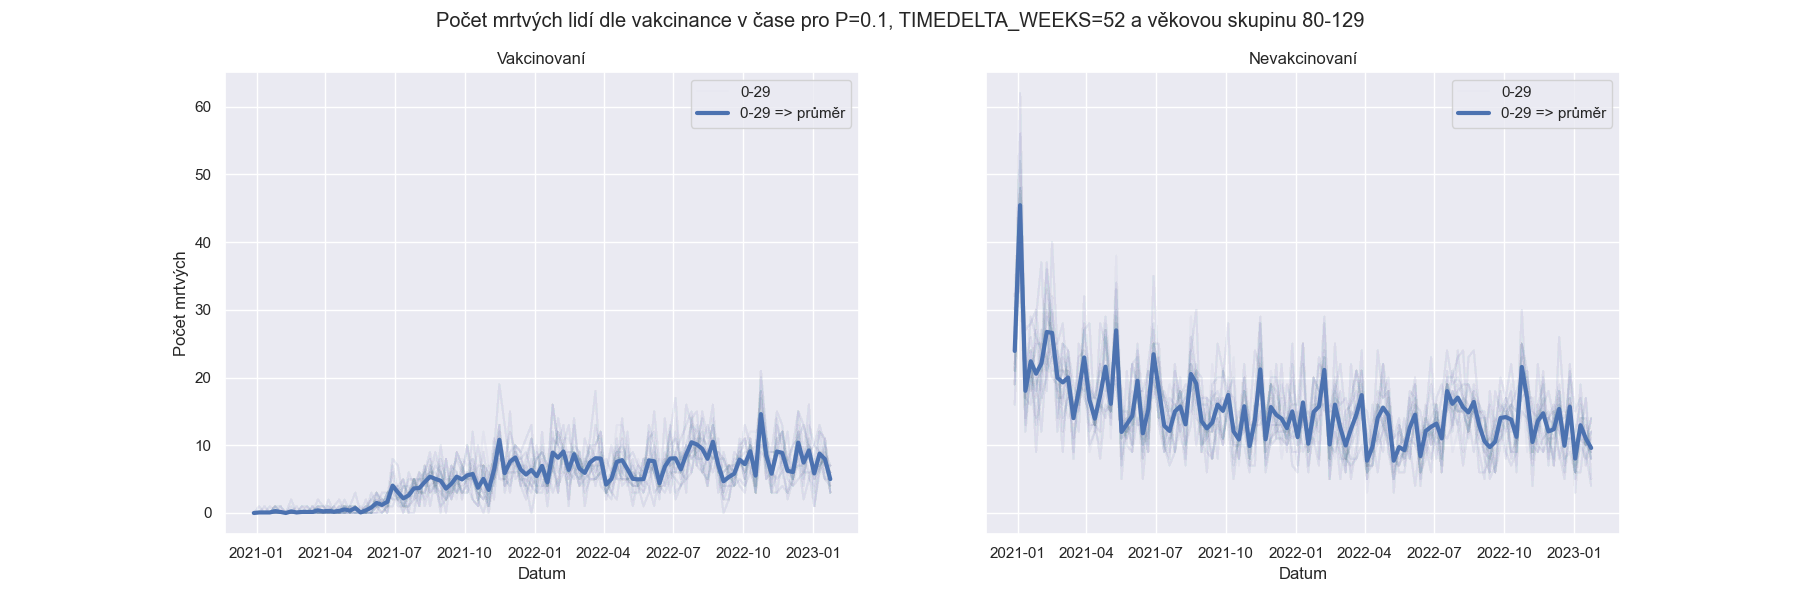 Počet mrtvých lidí dle vakcinance v čase pro P=0.1, TIMEDELTA_WEEKS=52 a věkovou skupinu 80-129
Vakcinovaní
0-29
0-29 => průměr
Počet mrtvých
60
50
40
30
20
10
0
2021-01 2021-04 2021-07 2021-10 2022-01 2022-04 2022-07 2022-10 2023-01
Datum
Nevakcinovaní
0-29
0-29 => průměr
2021-01 2021-04 2021-07 2021-10 2022-01 2022-04 2022-07 2022-10 2023-01
Datum